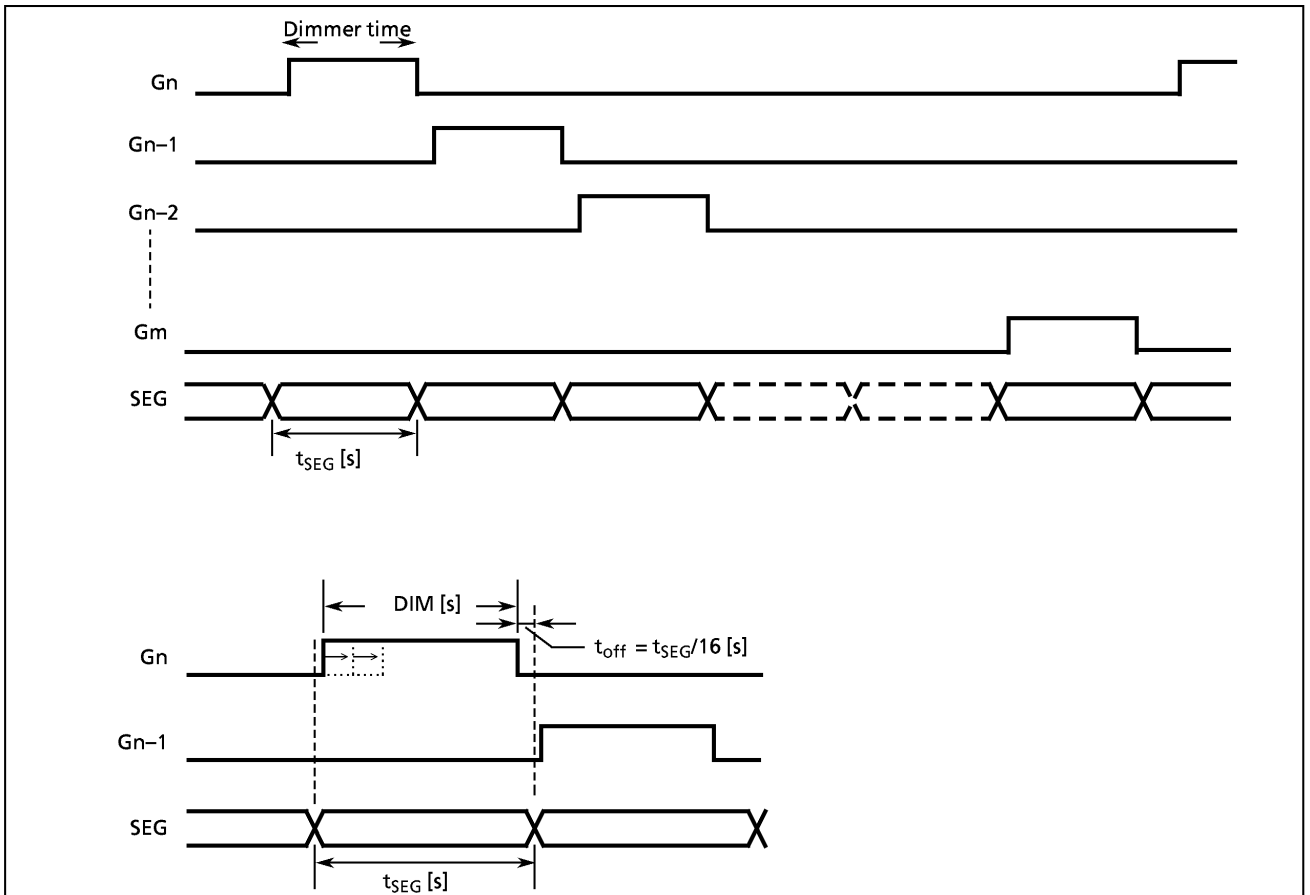 Dimmer time
Gn
Gn–1
Gn–2
Gm
SEG
tSEG [s]
DIM [s]
toff = tSEG/16 [s]
Gn
Gn–1
SEG
tSEG [s]